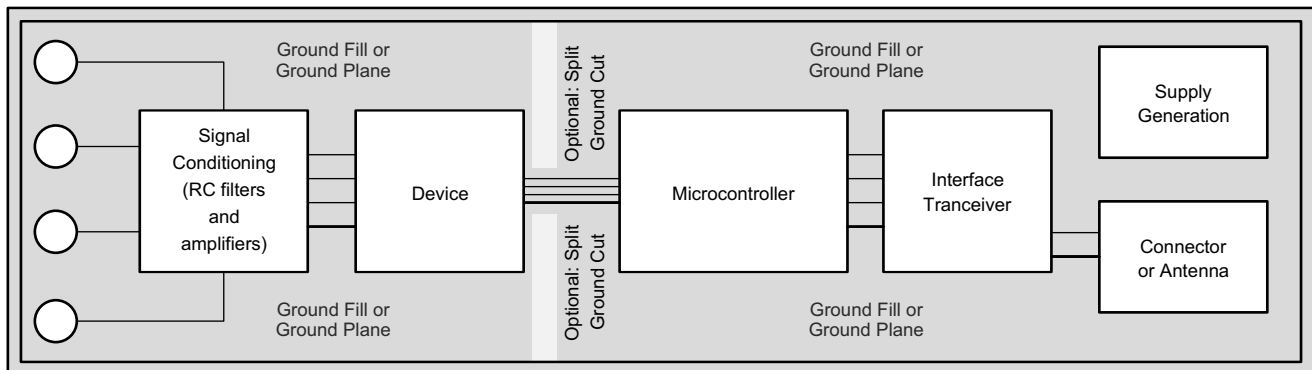 Ground Fill or
Ground Plane
Optional: Split
Ground Cut
Ground Fill or
Ground Plane
Supply
Generation
Signal
Conditioning
(RC filters
and
amplifiers)
Device
Microcontroller
Interface
Tranceiver
Connector
or Antenna
Ground Fill or
Ground Plane
Optional: Split
Ground Cut
Ground Fill or
Ground Plane